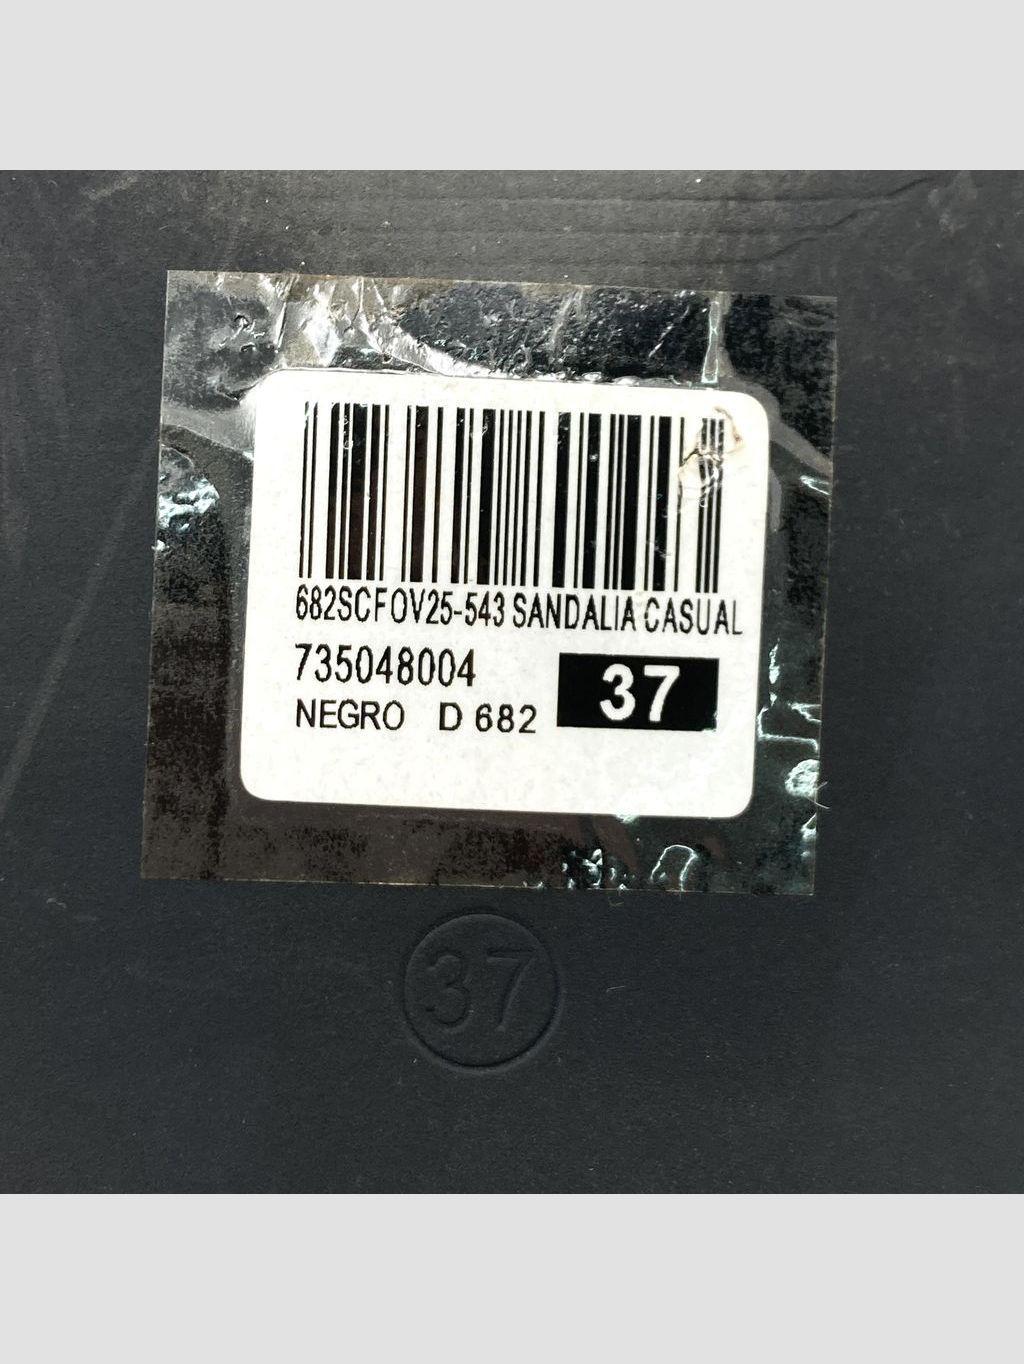 682SCFOV25-543 SANDALIA CASUAL
735048004
37
NEGRO D 682
37